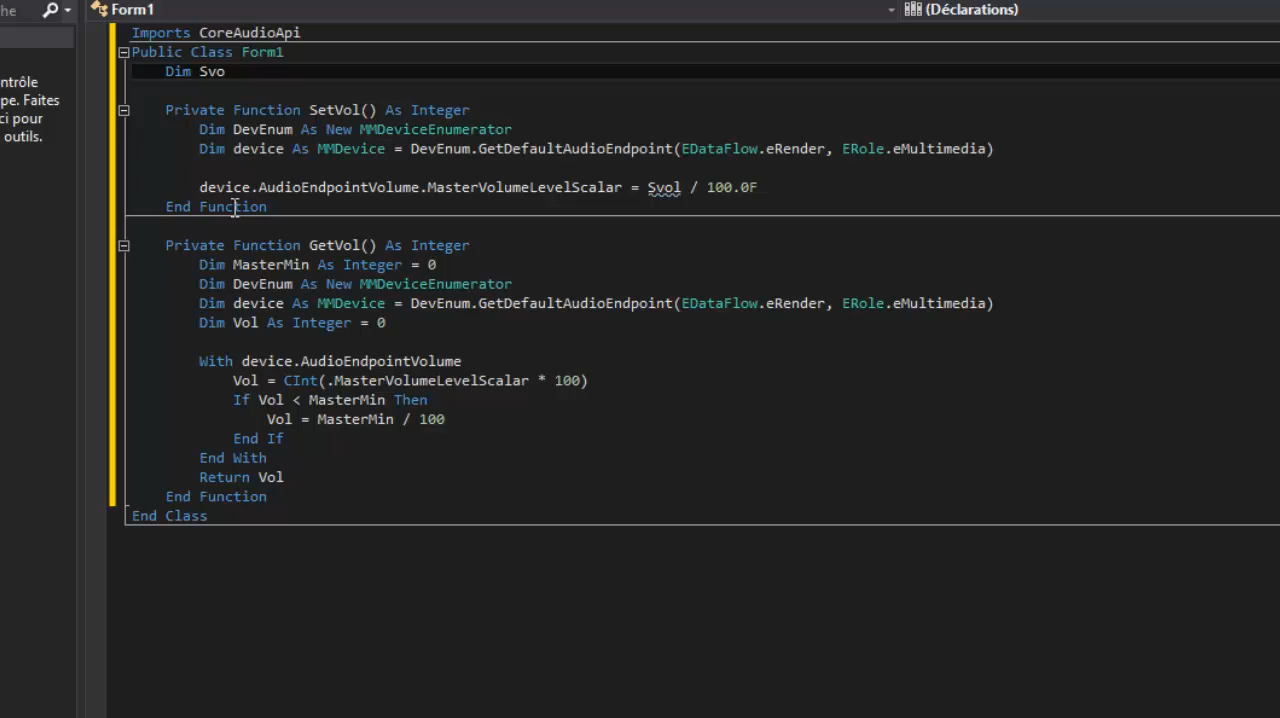 he
Form1
(Déclarations)
ntrôle
pe. Faites
ci pour
outils.
Imports CoreAudioApi
Public Class Form1
Dim Svo
Private Function SetVol() As Integer
Dim DevEnum As New MMDeviceEnumerator
Dim device As MMDevice = DevEnum.GetDefaultAudioEndpoint(EDataFlow.eRender, ERole.eMultimedia)
device.AudioEndpointVolume.MasterVolumeLevelScalar = Svol / 100.0F
End Function
Private Function GetVol() As Integer
Dim MasterMin As Integer = 0
Dim DevEnum As New MMDeviceEnumerator
Dim device As MMDevice = DevEnum.GetDefaultAudioEndpoint(EDataFlow.eRender, ERole.eMultimedia)
Dim Vol As Integer = 0
With device.AudioEndpointVolume
Vol = CInt(.MasterVolumeLevelScalar * 100)
If Vol < MasterMin Then
Vol = MasterMin / 100
End If
End With
Return Vol
End Function
End Class